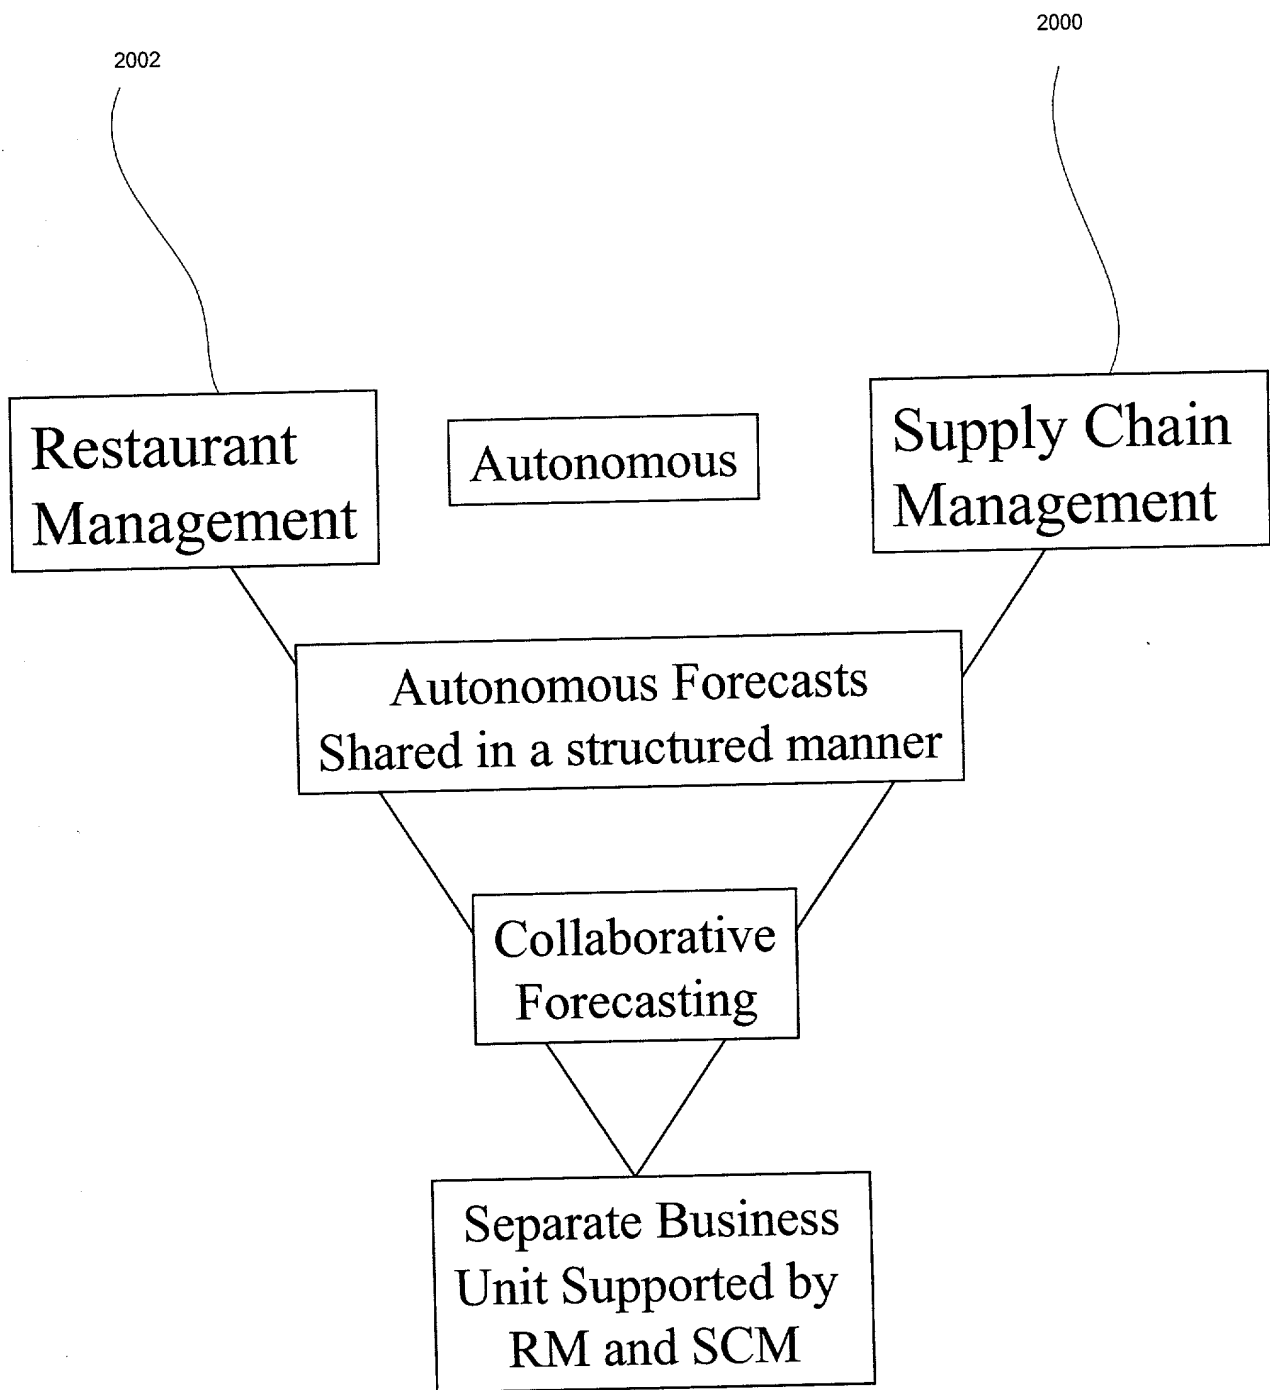 2002
2000
Restaurant
Management
Autonomous
Supply Chain
Management
Autonomous Forecasts
Shared in a structured manner
Collaborative
Forecasting
Separate Business
Unit Supported by
RM and SCM